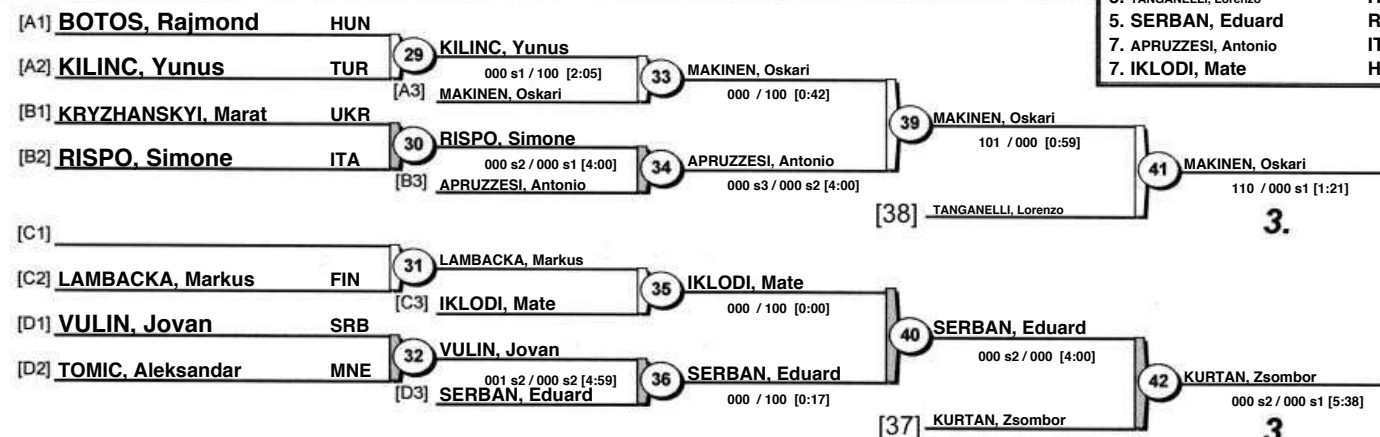 3. TANGANELLI, Lorenzo
5. SERBAN, Eduard R
7. APRUZZESI, Antonio IT
7. IKLODI, Mate H
[A1] BOTOS, Rajmond HUN
29
KILINC, Yunus
000 s1 / 100 [2:05]
[A2] KILINC, Yunus TUR
[A3] MAKINEN, Oskari
33
MAKINEN, Oskari
000 / 100 [0:42]
[B1] KRYZHANSKYI, Marat UKR
30
RISPO, Simone
000 s2 / 000 s1 [4:00]
[B2] RISPO, Simone ITA
[B3] APRUZZESI, Antonio
34
APRUZZESI, Antonio
000 s3 / 000 s2 [4:00]
39
MAKINEN, Oskari
101 / 000 [0:59]
[38] TANGANELLI, Lorenzo
41
MAKINEN, Oskari
110 / 000 s1 [1:21]
3.
[C1]
31
LAMBACKA, Markus
[C2] LAMBACKA, Markus FIN
[C3] IKLODI, Mate
35
IKLODI, Mate
000 / 100 [0:00]
[D1] VULIN, Jovan SRB
32
VULIN, Jovan
001 s2 / 000 s2 [4:59]
[D2] TOMIC, Aleksandar MNE
[D3] SERBAN, Eduard
36
SERBAN, Eduard
000 / 100 [0:17]
40
SERBAN, Eduard
000 s2 / 000 [4:00]
[37] KURTAN, Zsombor
42
KURTAN, Zsombor
000 s2 / 000 s1 [5:38]
3